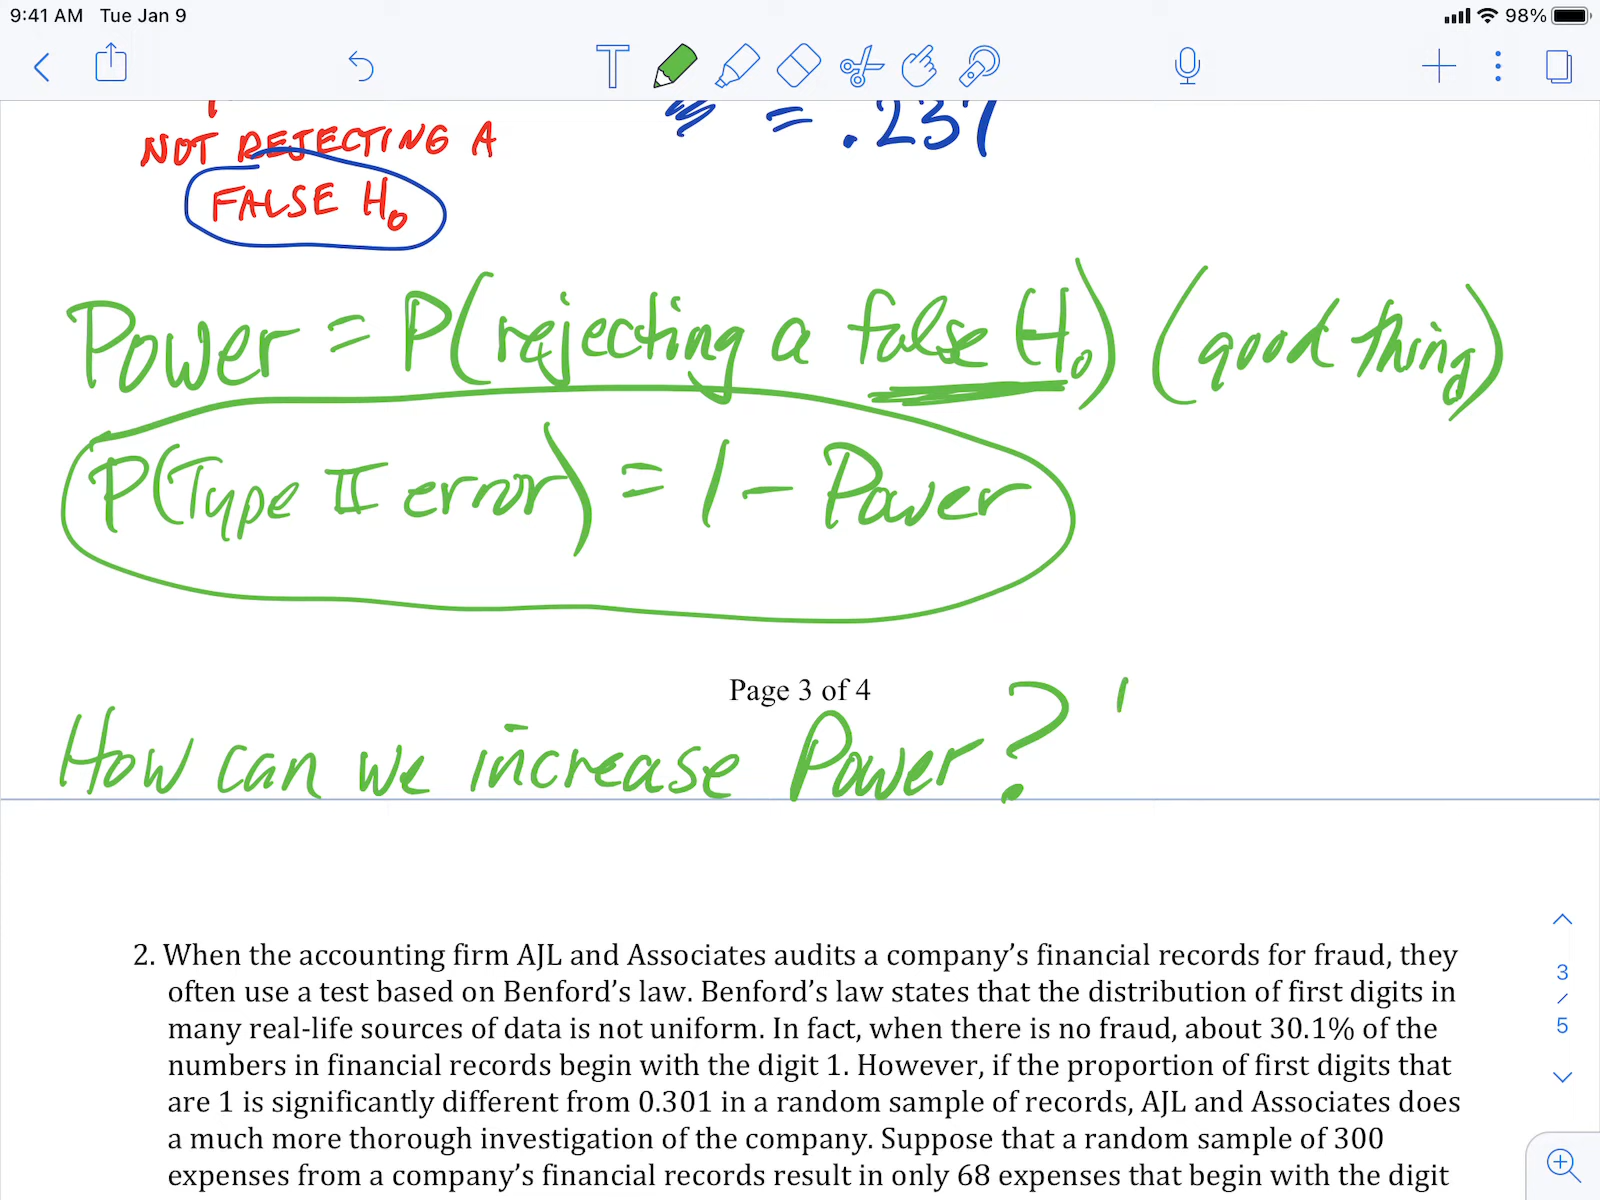 9:41 AM Tue Jan 9
98%
T
NOT REJECTING A
FALSE H₀
= .237
Power = P(rejecting a false H₀) (good thing)
P(Type II error) = 1 - Power
Page 3 of 4
How can we increase Power?
2. When the accounting firm AJL and Associates audits a company’s financial records for fraud, they
often use a test based on Benford’s law. Benford’s law states that the distribution of first digits in
many real-life sources of data is not uniform. In fact, when there is no fraud, about 30.1% of the
numbers in financial records begin with the digit 1. However, if the proportion of first digits that
are 1 is significantly different from 0.301 in a random sample of records, AJL and Associates does
a much more thorough investigation of the company. Suppose that a random sample of 300
expenses from a company’s financial records result in only 68 expenses that begin with the digit
3
/
5